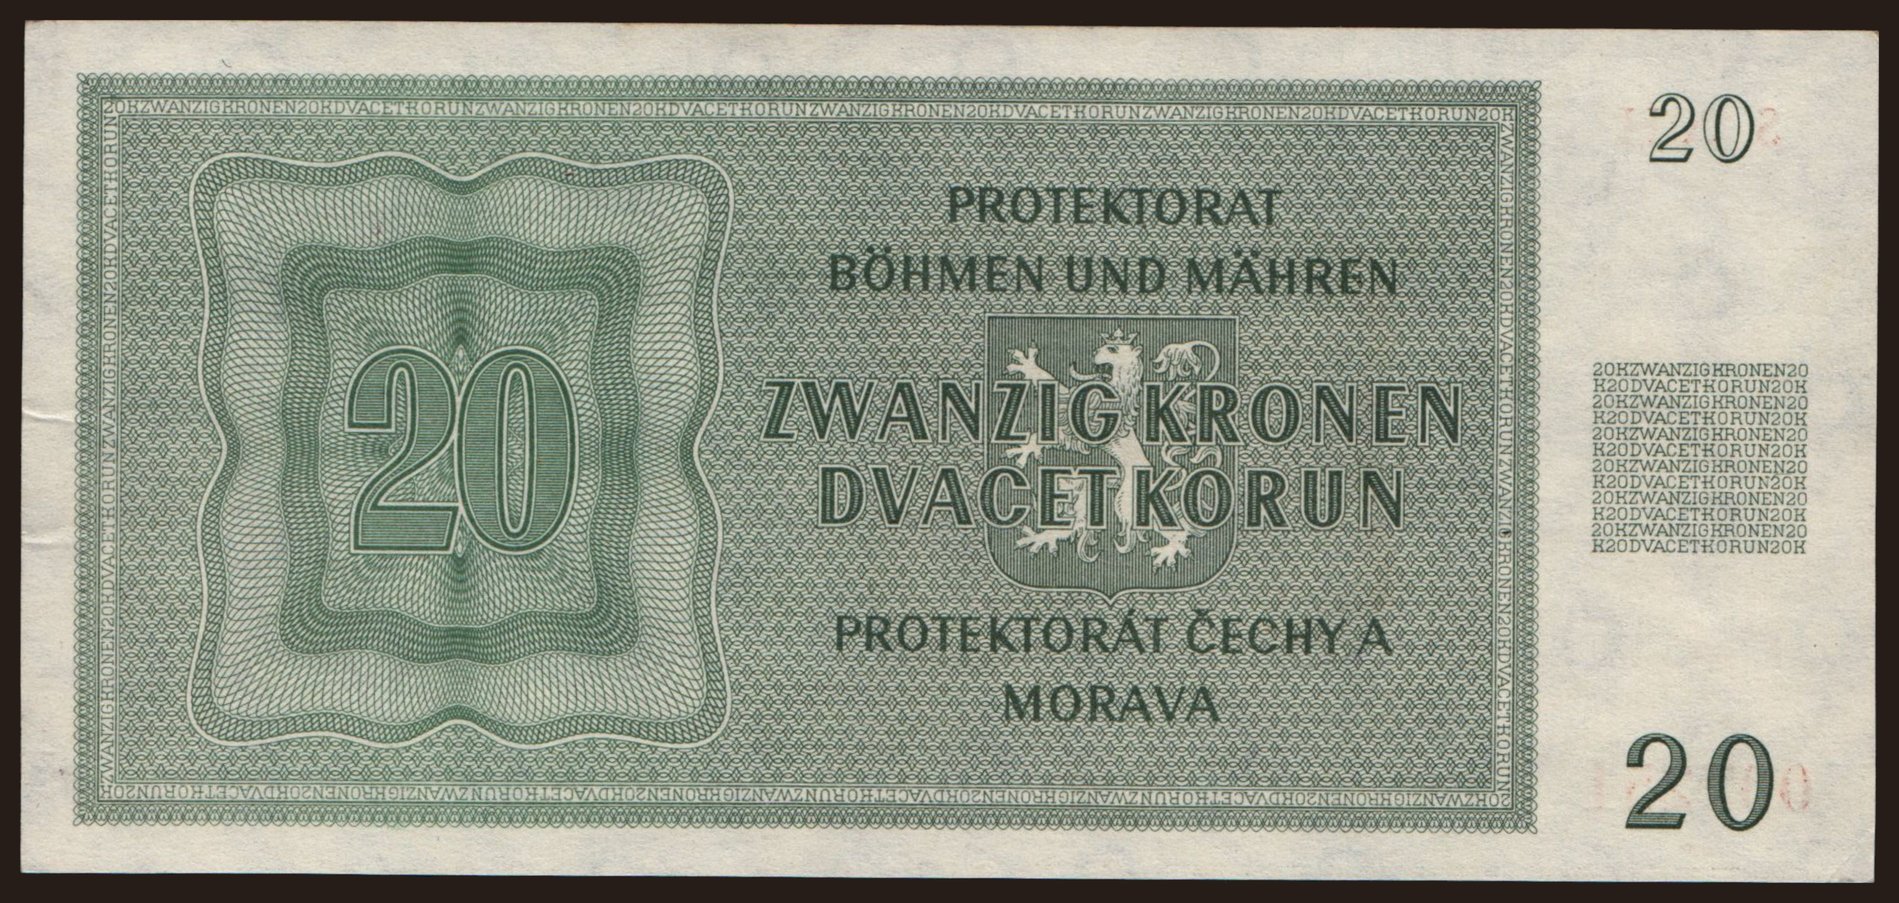 20KZWANZIGKRONEN20KDVACETKORUNZWANZIGKRONEN20KDVACETKORUNZWANZIGKRONEN20KDVACETKORUNZWANZIGKRONEN20KDVACETKORUN20K
20
PROTEKTORAT
BÖHMEN UND MÄHREN
20
ZWANZIG KRONEN
DVACET KORUN
PROTEKTORÁT ČECHY A
MORAVA
20KZWANZIGKRONEN20
K20DVACETKORUN20K
20KZWANZIGKRONEN20
K20DVACETKORUN20K
20KZWANZIGKRONEN20
K20DVACETKORUN20K
20KZWANZIGKRONEN20
K20DVACETKORUN20K
20KZWANZIGKRONEN20
K20DVACETKORUN20K
20KZWANZIGKRONEN20
K20DVACETKORUN20K
20